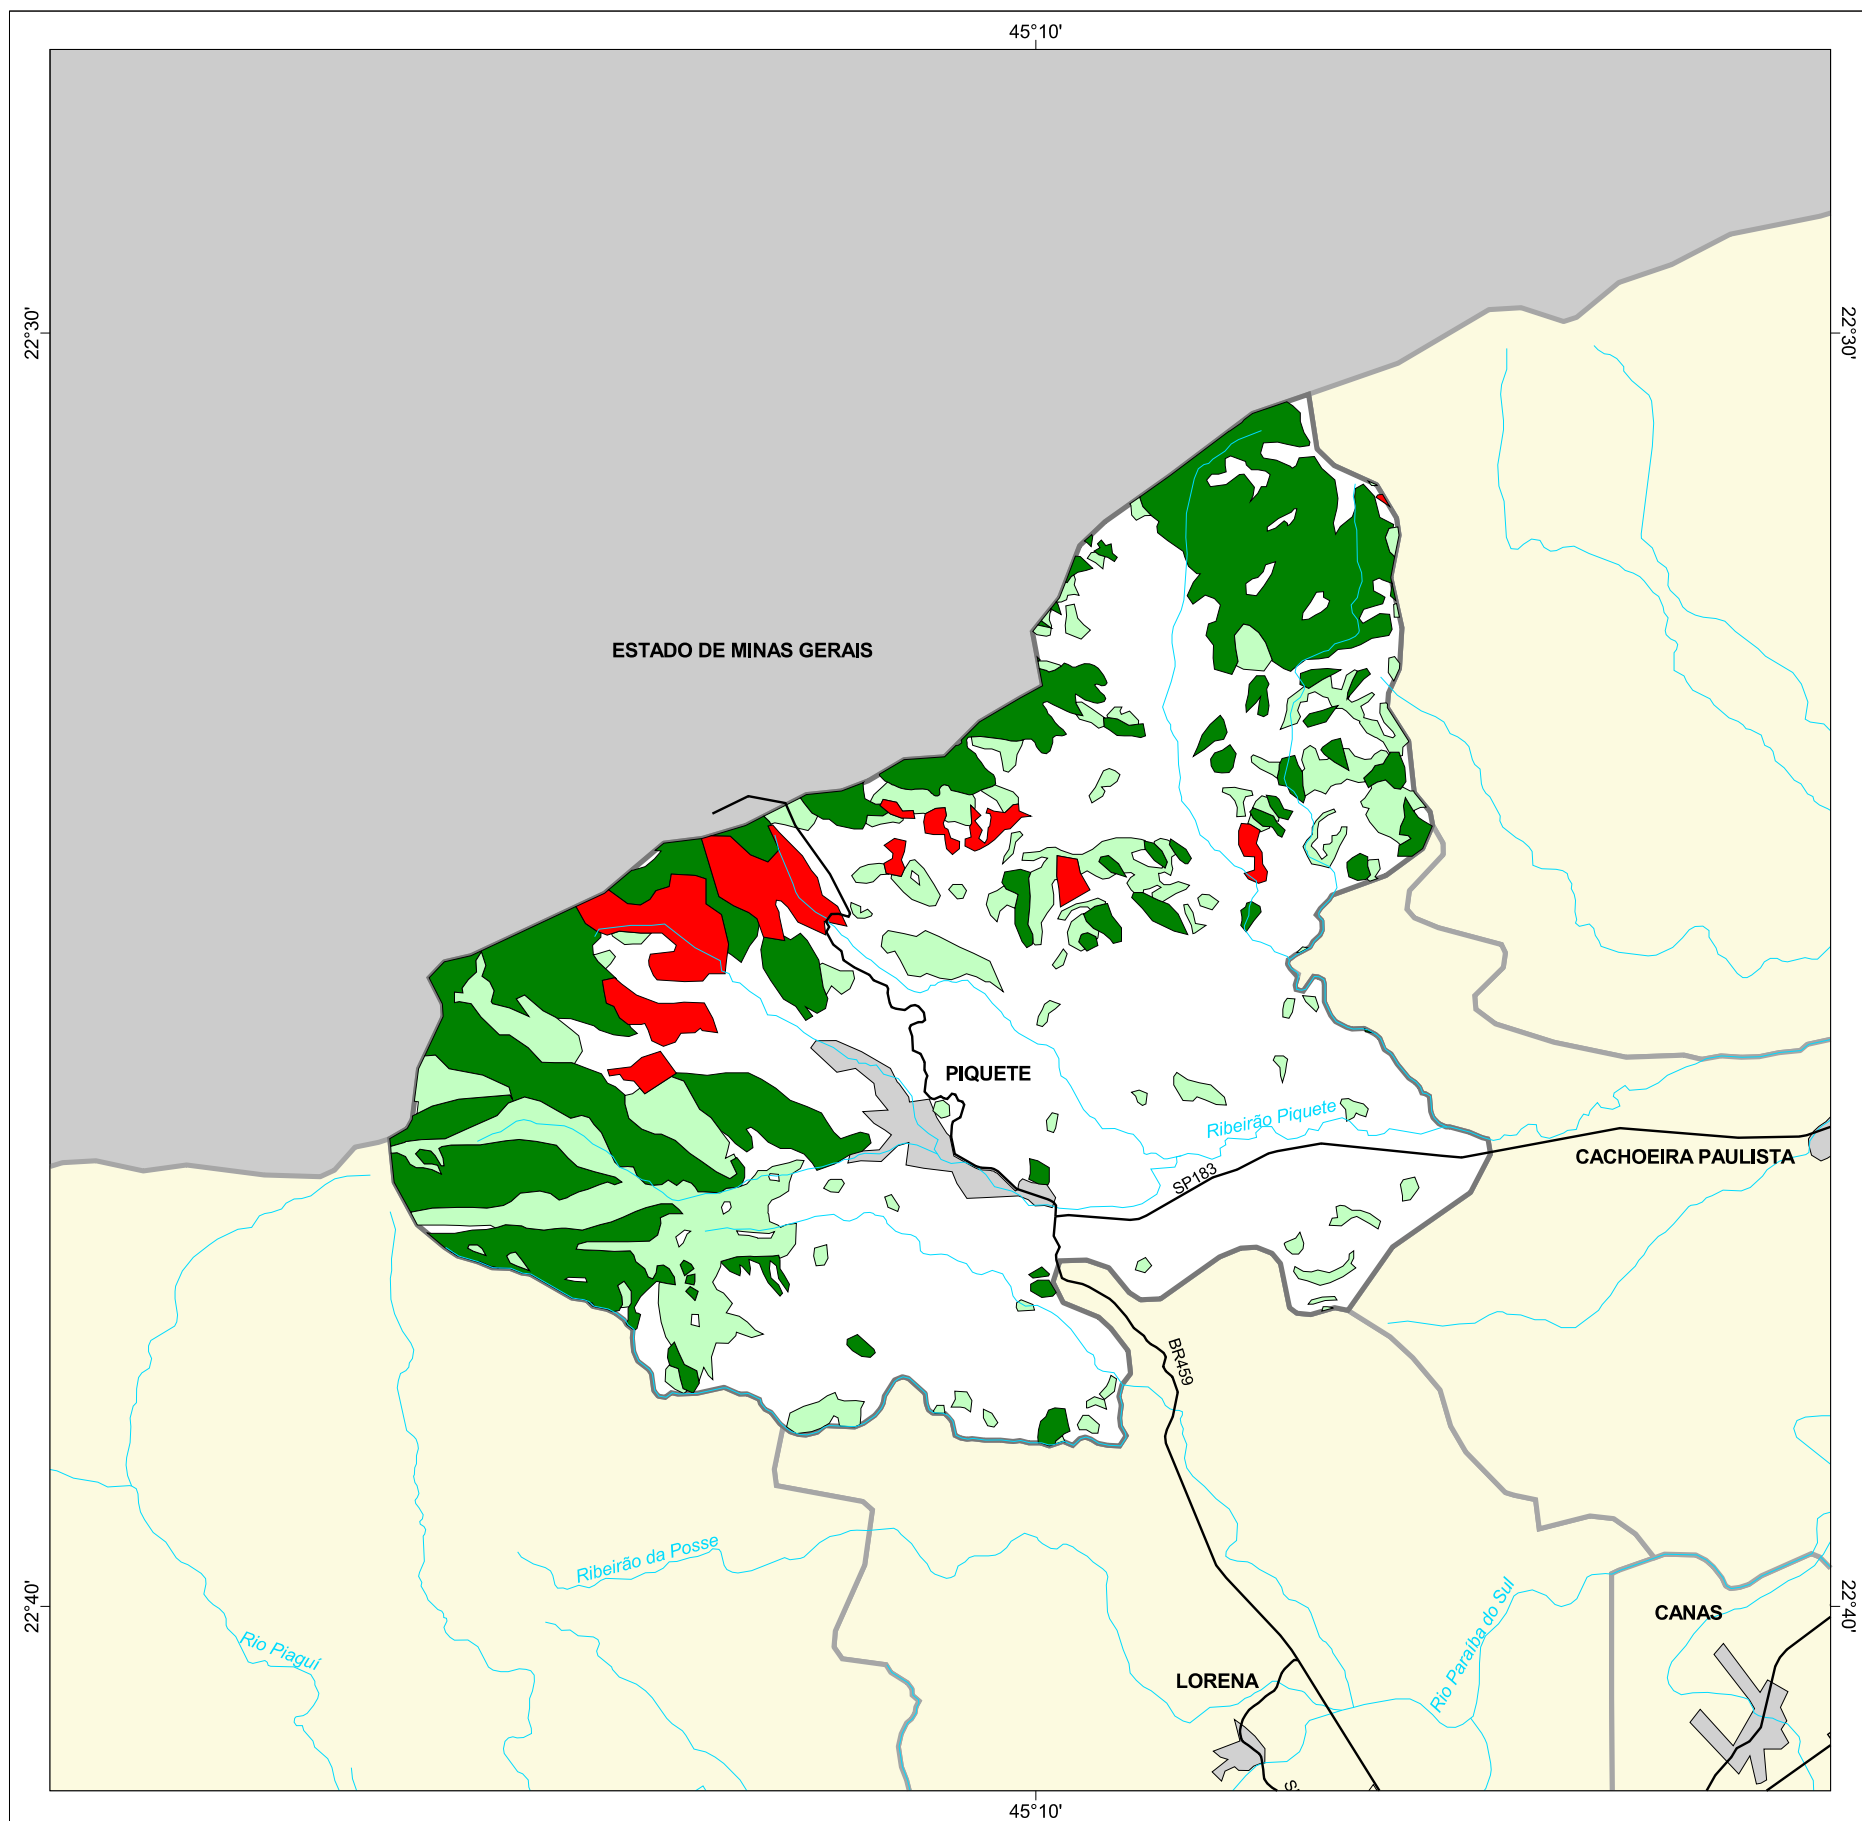 45°10'
22°30'
22°30'
ESTADO DE MINAS GERAIS
PIQUETE
Ribeirão Piquete
SP183
CACHOEIRA PAULISTA
BR459
Ribeirão da Posse
Rio Piaguí
Rio Paraíba do Sul
CANAS
LORENA
22°40'
22°40'
45°10'